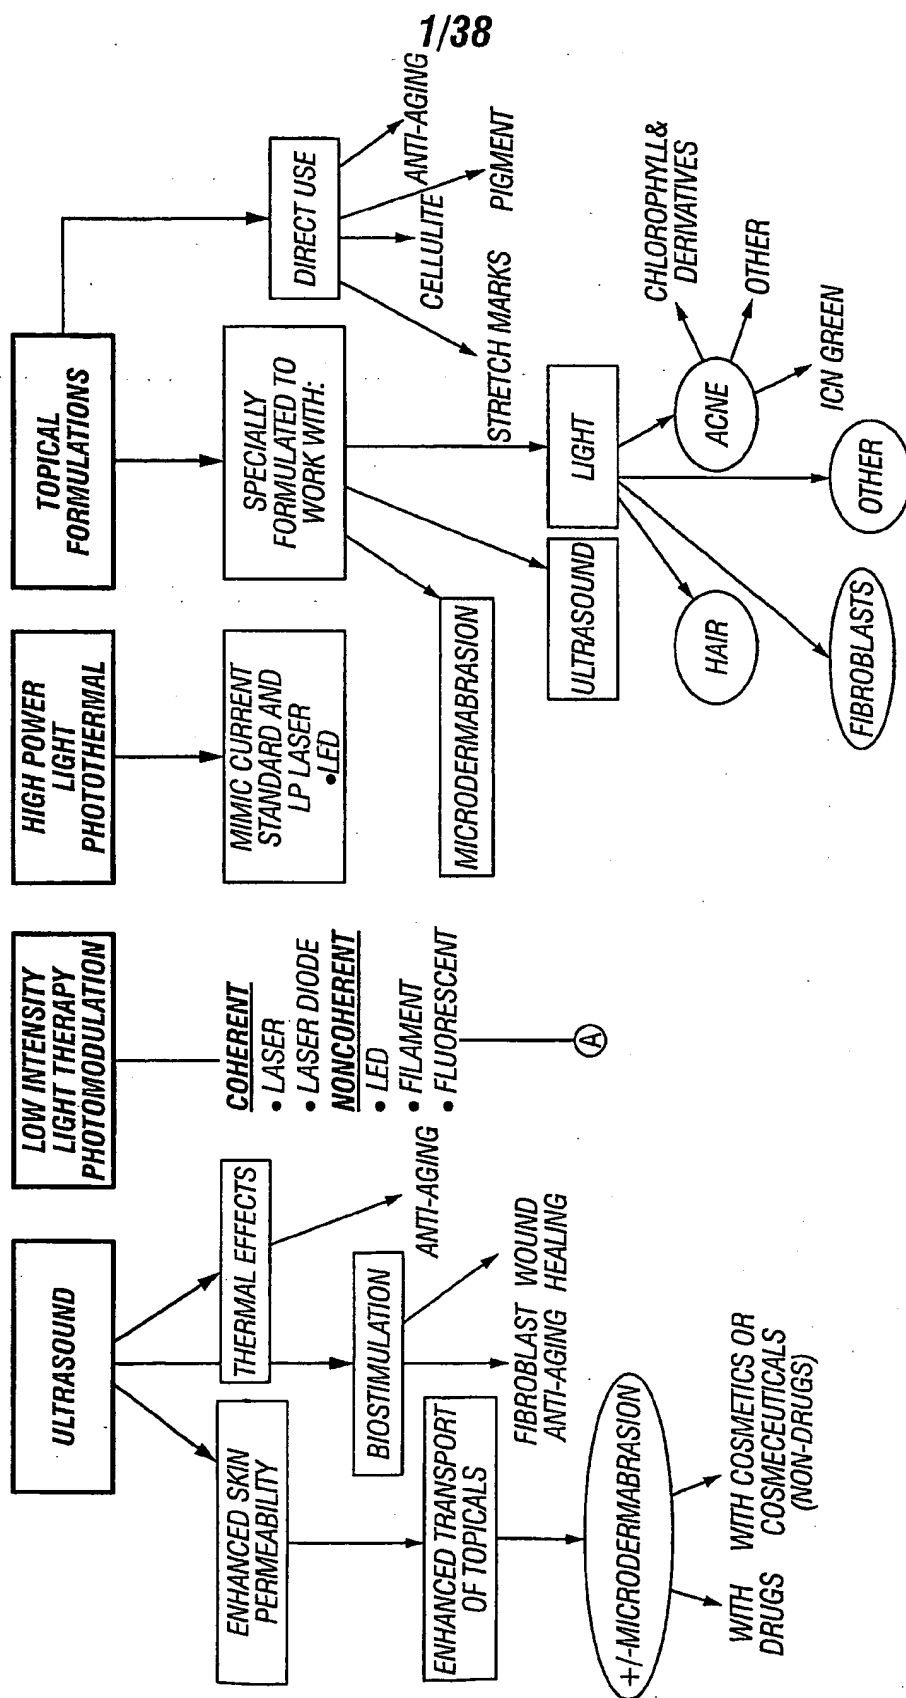 1/38
ULTRASOUND
ENHANCED SKIN
PERMEABILITY
THERMAL EFFECTS
ANTI-AGING
BIOSTIMULATION
FIBROBLAST
ANTI-AGING
WOUND
HEALING
ENHANCED TRANSPORT
OF TOPICALS
+/-MICRODERMABRASION
WITH
DRUGS
WITH COSMETICS OR
COSMECEUTICALS
(NON-DRUGS)
LOW INTENSITY
LIGHT THERAPY
PHOTOMODULATION
COHERENT
• LASER
• LASER DIODE
NONCOHERENT
• LED
• FILAMENT
• FLUORESCENT
A
HIGH POWER
LIGHT
PHOTOTHERMAL
MIMIC CURRENT
STANDARD AND
LP LASER
•LED
TOPICAL
FORMULATIONS
SPECIALLY
FORMULATED TO
WORK WITH:
MICRODERMABRASION
ULTRASOUND
LIGHT
HAIR
FIBROBLASTS
OTHER
ACNE
CHLOROPHYLL&
DERIVATIVES
OTHER
ICN GREEN
DIRECT USE
STRETCH MARKS
CELLULITE
PIGMENT
ANTI-AGING